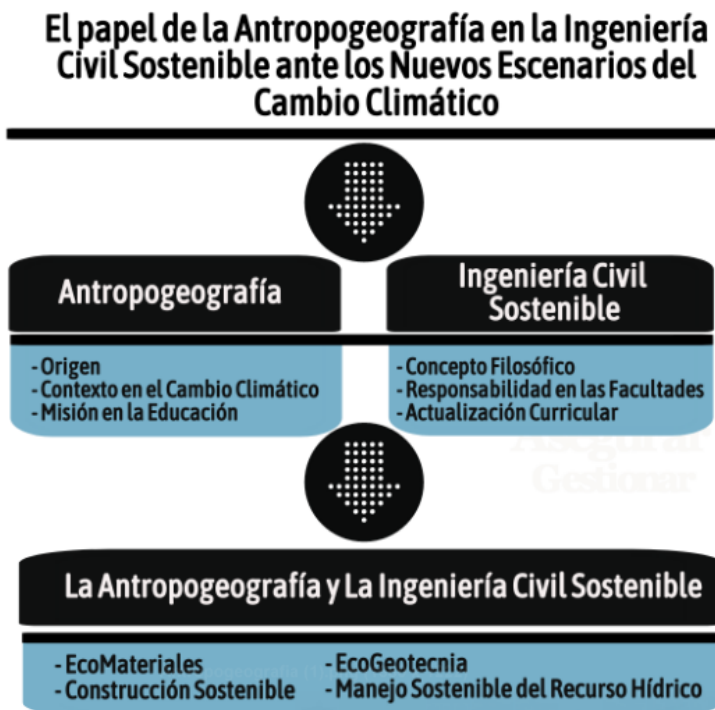 El papel de la Antropogeografía en la Ingeniería
Civil Sostenible ante los Nuevos Escenarios del
Cambio Climático
Antropogeografía
Ingeniería Civil
Sostenible
- Origen
- Contexto en el Cambio Climático
- Misión en la Educación
- Concepto Filosófico
- Responsabilidad en las Facultades
- Actualización Curricular
Asegurar
Gestionar
La Antropogeografía y La Ingeniería Civil Sostenible
- EcoMateriales
- Construcción Sostenible
- EcoGeotecnia
- Manejo Sostenible del Recurso Hídrico